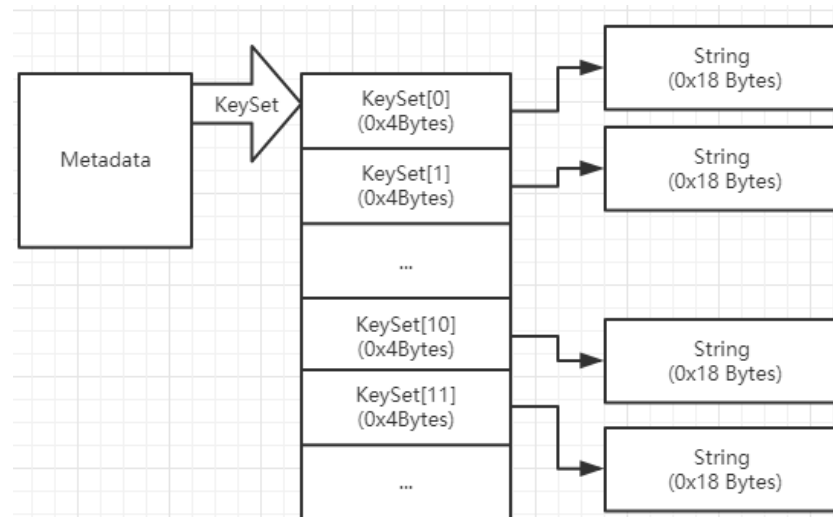 Metadata
KeySet
KeySet[0]
(0x4Bytes)
KeySet[1]
(0x4Bytes)
...
KeySet[10]
(0x4Bytes)
KeySet[11]
(0x4Bytes)
...
String
(0x18 Bytes)
String
(0x18 Bytes)
String
(0x18 Bytes)
String
(0x18 Bytes)